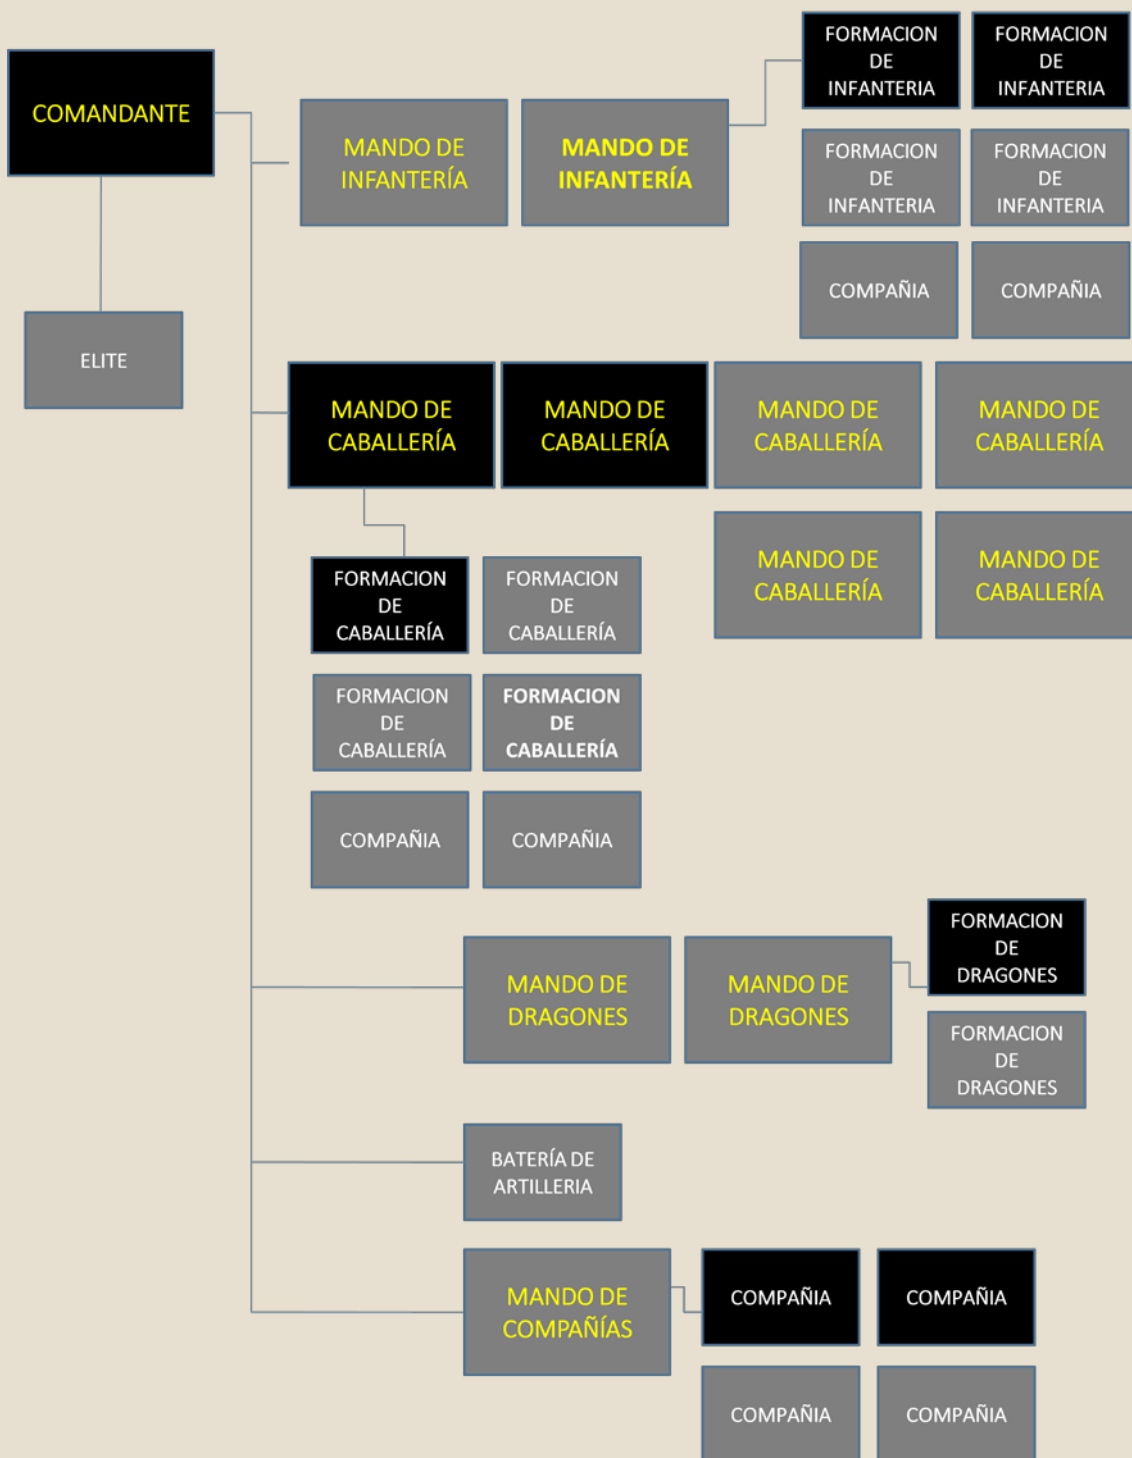 COMANDANTE
ELITE
MANDO DE
INFANTERÍA
MANDO DE
INFANTERÍA
FORMACION
DE
INFANTERIA
FORMACION
DE
INFANTERIA
FORMACION
DE
INFANTERIA
FORMACION
DE
INFANTERIA
COMPAÑIA
COMPAÑIA
MANDO DE
CABALLERÍA
MANDO DE
CABALLERÍA
MANDO DE
CABALLERÍA
MANDO DE
CABALLERÍA
MANDO DE
CABALLERÍA
MANDO DE
CABALLERÍA
FORMACION
DE
CABALLERÍA
FORMACION
DE
CABALLERÍA
FORMACION
DE
CABALLERÍA
FORMACION
DE
CABALLERÍA
COMPAÑIA
COMPAÑIA
MANDO DE
DRAGONES
MANDO DE
DRAGONES
FORMACION
DE
DRAGONES
FORMACION
DE
DRAGONES
BATERÍA DE
ARTILLERIA
MANDO DE
COMPAÑÍAS
COMPAÑIA
COMPAÑIA
COMPAÑIA
COMPAÑIA